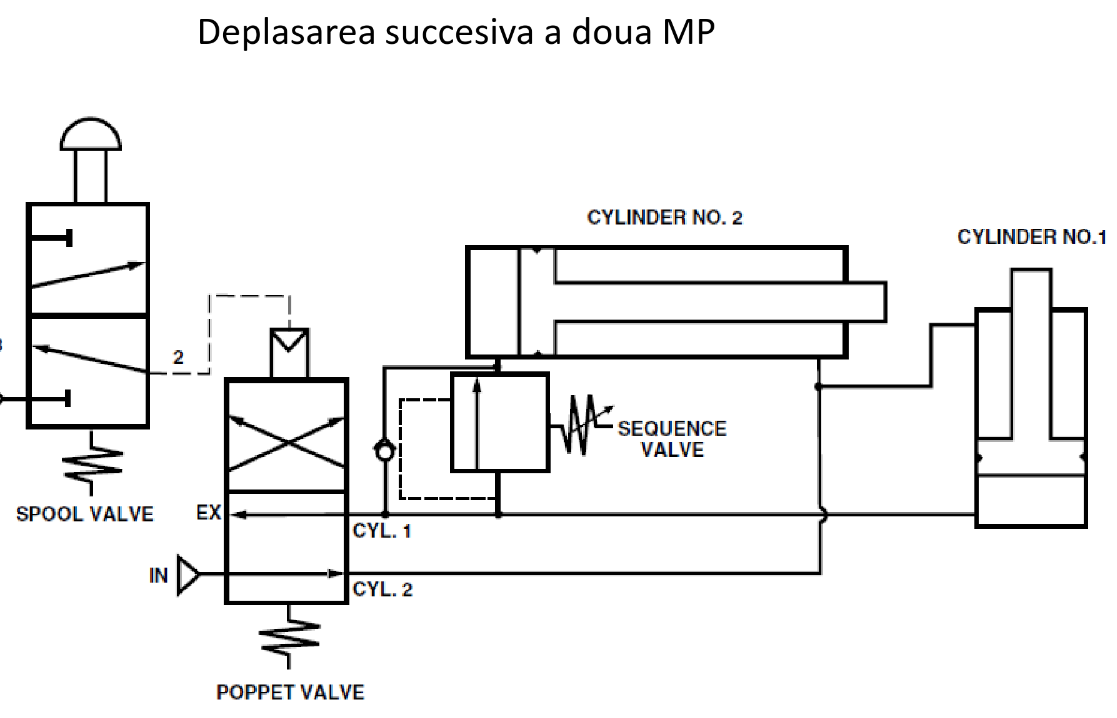 Deplasarea succesiva a doua MP
CYLINDER NO. 2
CYLINDER NO.1
2
SEQUENCE
VALVE
SPOOL VALVE
EX
CYL. 1
IN
CYL. 2
POPPET VALVE